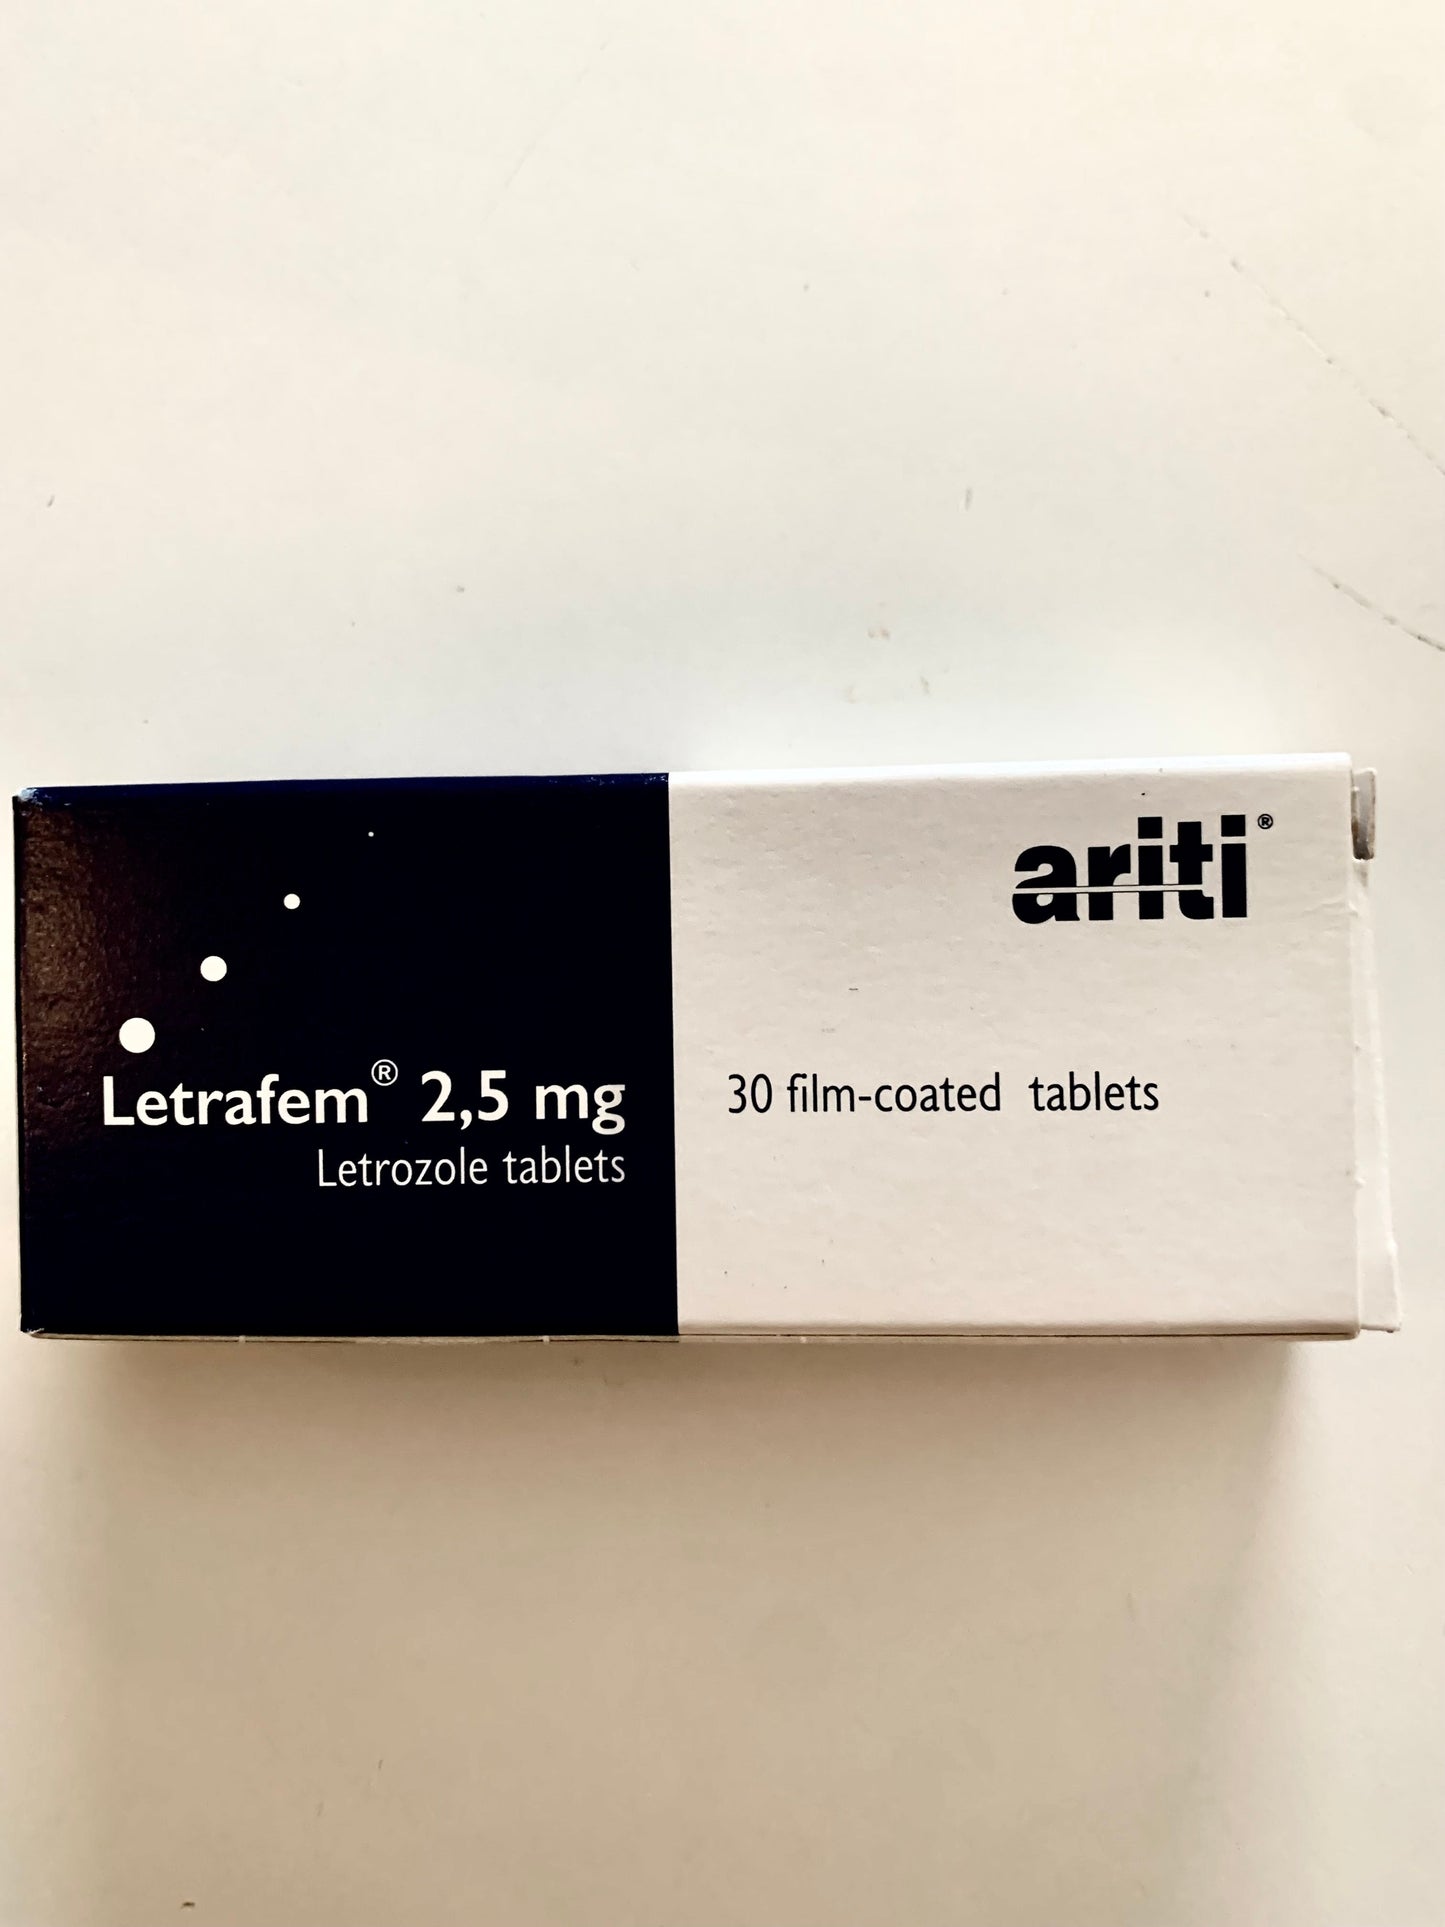 ariti®
Letrafem® 2,5 mg
Letrozole tablets
30 film-coated tablets